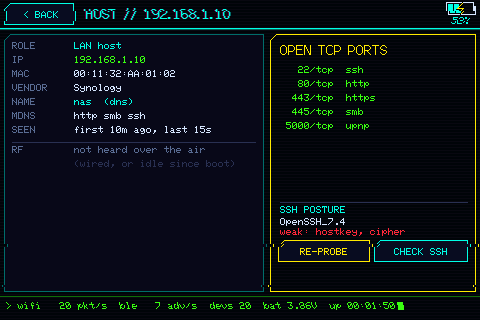 < BACK
HOST // 192.168.1.10
52%
ROLE LAN host
IP 192.168.1.10
MAC 00:11:32:AA:01:02
VENDOR Synology
NAME nas (dns)
MDNS http smb ssh
SEEN first 10m ago, last 15s
RF not heard over the air
(wired, or idle since boot)
OPEN TCP PORTS
22/tcp ssh
80/tcp http
443/tcp https
445/tcp smb
5000/tcp upnp
SSH POSTURE
OpenSSH_7.4
weak: hostkey, cipher
RE-PROBE
CHECK SSH
> wifi 20 pkt/s ble 7 adv/s devs 20 bat 3.86V up 00:01:50